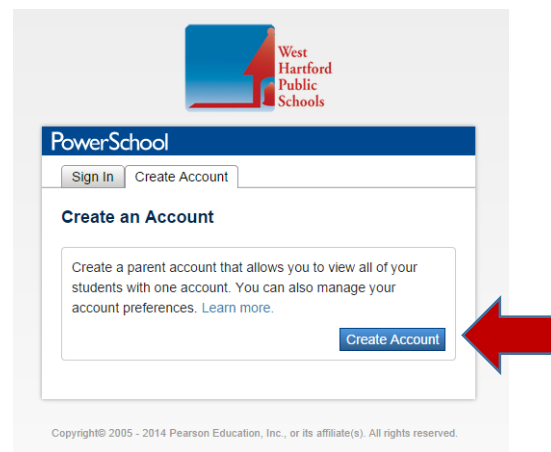 West
Hartford
Public
Schools
PowerSchool
Sign In
Create Account
Create an Account
Create a parent account that allows you to view all of your
students with one account. You can also manage your
account preferences. Learn more.
Create Account
Copyright© 2005 - 2014 Pearson Education, Inc., or its affiliate(s). All rights reserved.